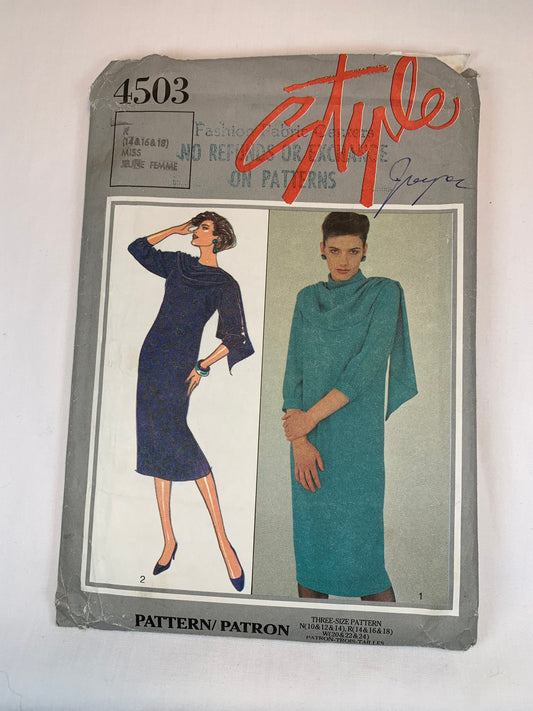 4503
Style
R
(14&16&18)
MISS
JEUNE FEMME
Fashion Fabric Centers
NO REFUNDS OR EXCHANGE
ON PATTERNS
2
1
PATTERN/ PATRON
THREE-SIZE PATTERN
N(10&12&14), R(14&16&18)
W(20&22&24)
PATRON-TROIS-TAILLES